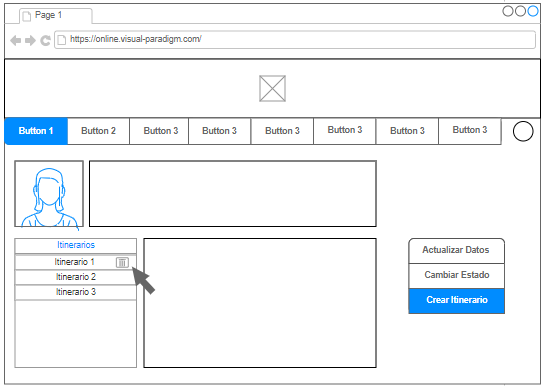 Page 1
https://online.visual-paradigm.com/
Button 1 Button 2 Button 3 Button 3 Button 3 Button 3 Button 3 Button 3
Itinerarios
Itinerario 1
Itinerario 2
Itinerario 3
Actualizar Datos
Cambiar Estado
Crear Itinerario